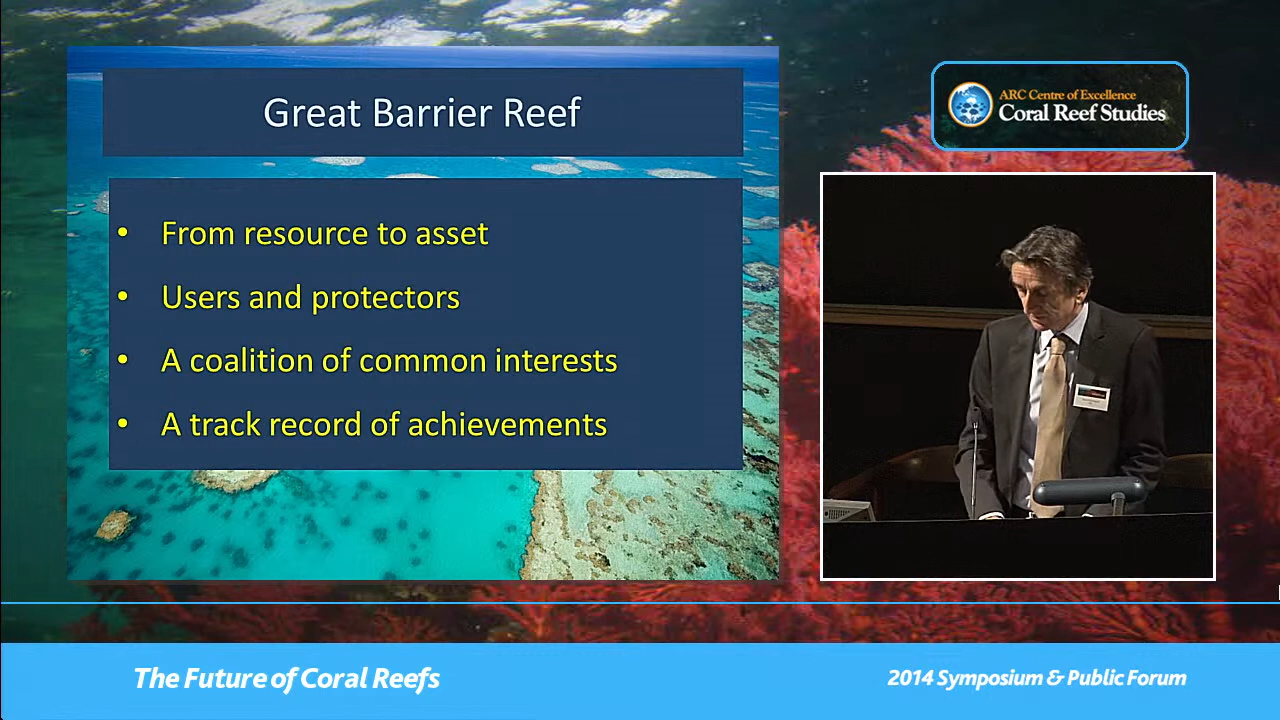 Great Barrier Reef
• From resource to asset
• Users and protectors
• A coalition of common interests
• A track record of achievements
ARC Centre of Excellence
Coral Reef Studies
The Future of Coral Reefs
2014 Symposium & Public Forum